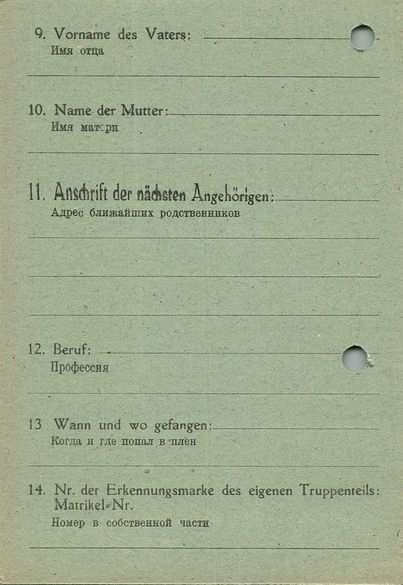 9. Vorname des Vaters:
Имя отца
10. Name der Mutter:
Имя матери
11. Anschrift der nächsten Angehörigen:
Адрес ближайших родственников
12. Beruf:
Профессия
13 Wann und wo gefangen:
Когда и где попал в плен
14. Nr. der Erkennungsmarke des eigenen Truppenteils:
Matrikel-Nr.
Номер в собственной части